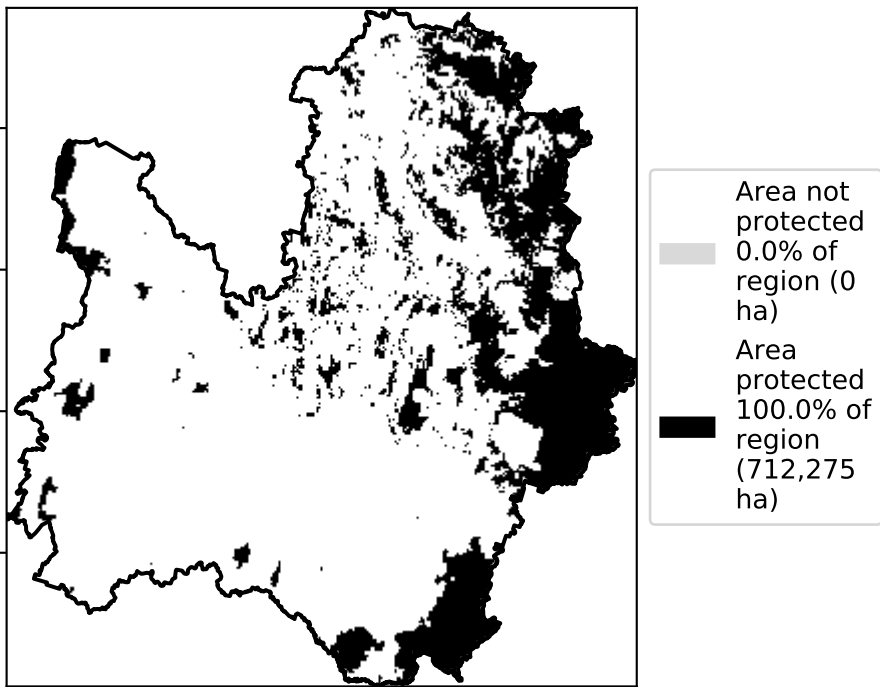 Area not
protected
0.0% of
region (0
ha)
Area
protected
100.0% of
region
(712,275
ha)